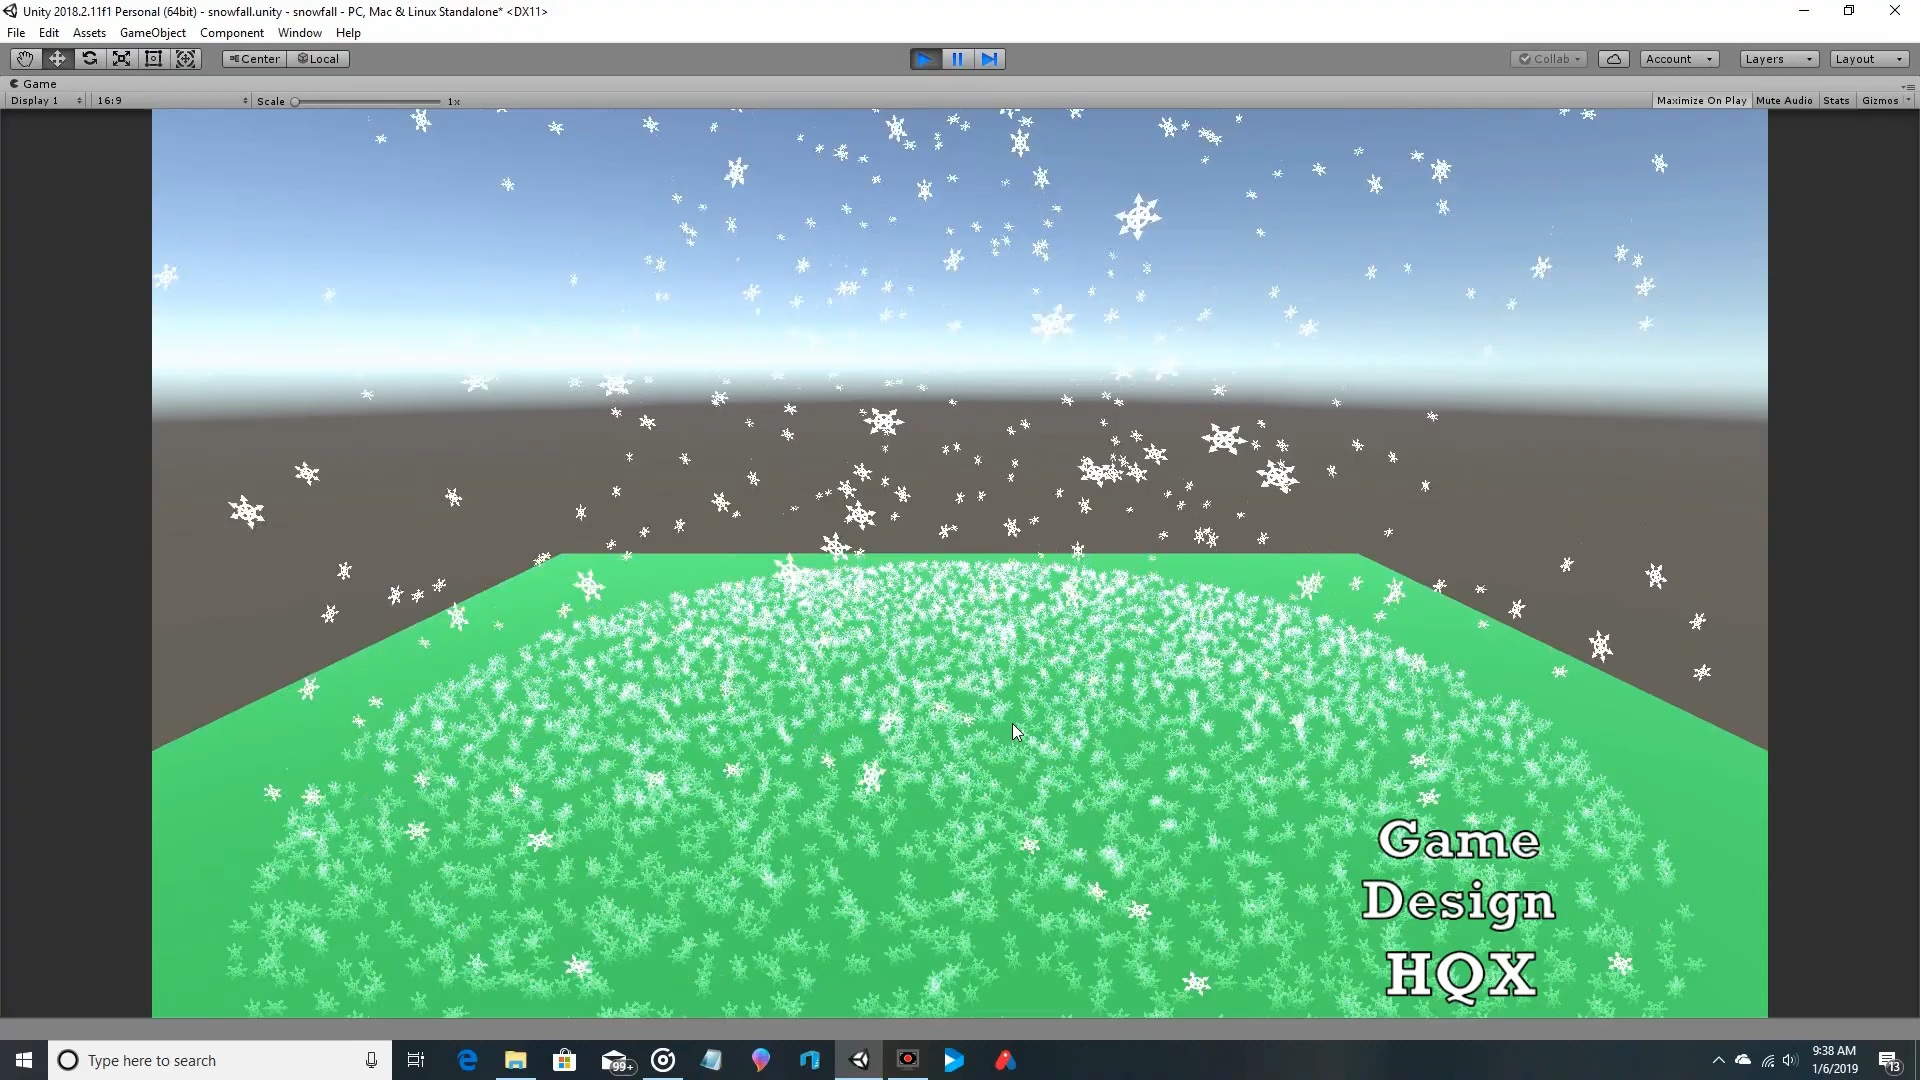 Unity 2018.2.11f1 Personal (64bit) - snowfall.unity - snowfall - PC, Mac & Linux Standalone* <DX11>
File Edit Assets GameObject Component Window Help
Center Local Collab Account Layers Layout
Game
Display 1 16:9 Scale 1x Maximize On Play Mute Audio Stats Gizmos
Game
Design
HQX
Type here to search
99+
9:38 AM
1/6/2019
13